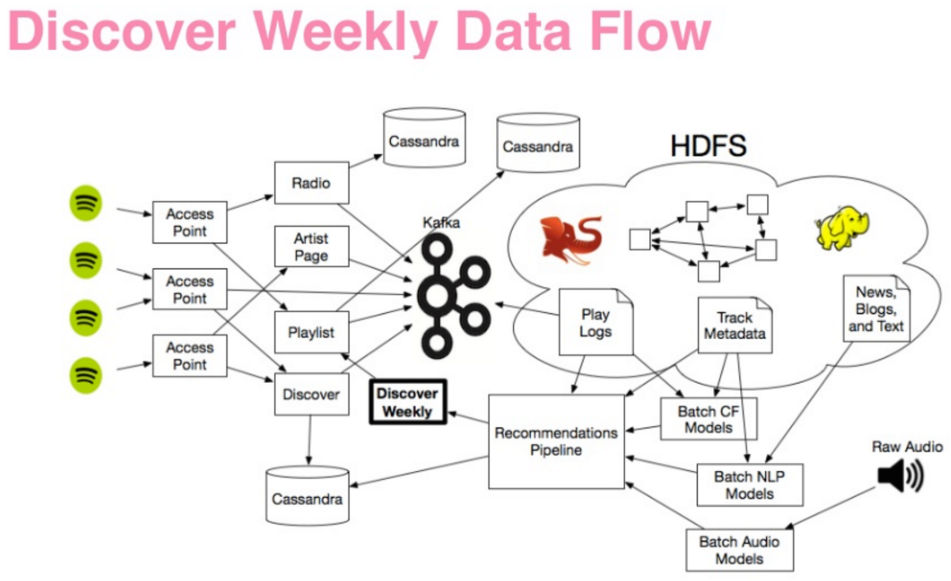 Discover Weekly Data Flow
Cassandra
Cassandra
HDFS
Radio
Access
Point
Kafka
Artist
Page
Access
Point
Play
Logs
Track
Metadata
News,
Blogs,
and Text
Playlist
Access
Point
Discover
Discover
Weekly
Batch CF
Models
Recommendations
Pipeline
Raw Audio
Cassandra
Batch NLP
Models
Batch Audio
Models